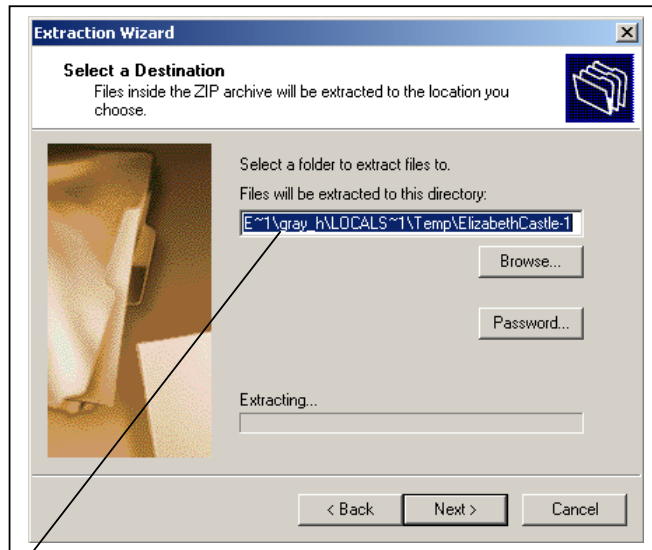 Extraction Wizard
Select a Destination
Files inside the ZIP archive will be extracted to the location you
choose.
Select a folder to extract files to.
Files will be extracted to this directory:
E~1\gray_h\LOCALS~1\Temp\ElizabethCastle-1
Browse...
Password...
Extracting...
< Back Next > Cancel